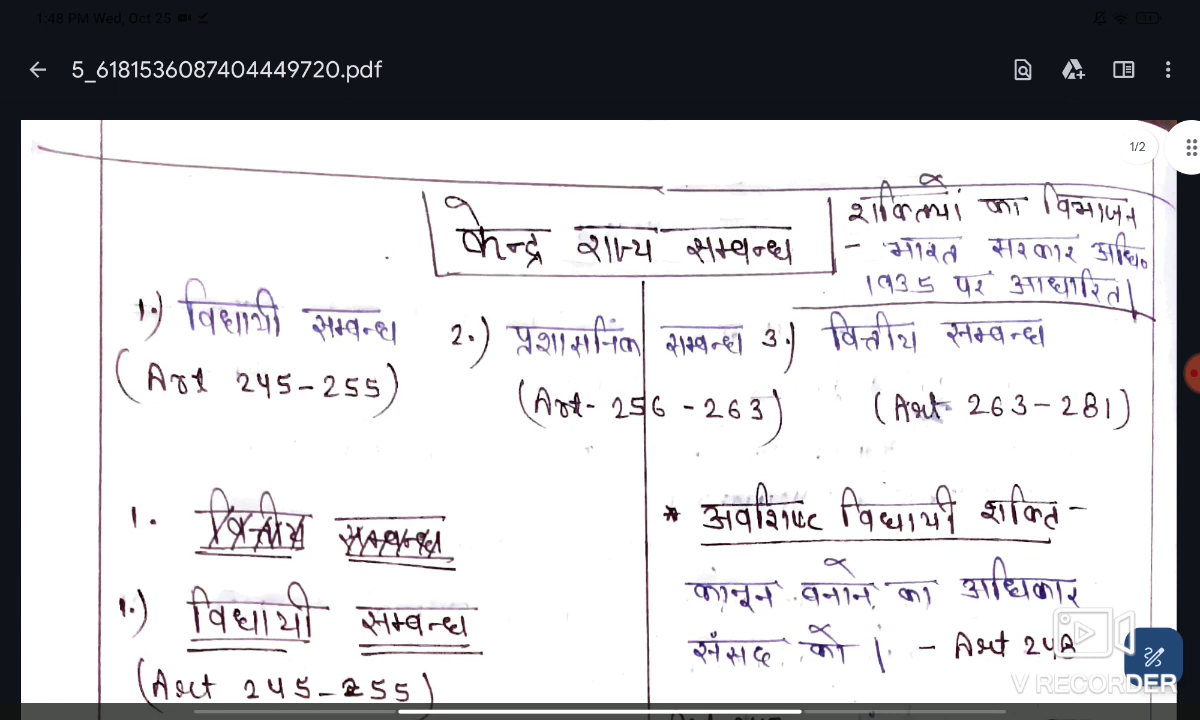 1:48 PM Wed, Oct 25
5_6181536087404449720.pdf
1/2
केन्द्र राज्य सम्बन्ध
शक्तियों का विभाजन
- भारत सरकार अधि०
1935 पर आधारित।
1.) विधायी सम्बन्ध
(Art 245-255)
2.) प्रशासनिक सम्बन्ध
(Art- 256-263)
3.) वित्तीय सम्बन्ध
(Art- 263-281)
1. वित्तीय सम्बन्ध
1.) विधायी सम्बन्ध
(Art 245-255)
* अवशिष्ट विधायी शक्ति -
कानून बनाने का अधिकार
संसद को । - Art 248
V RECORDER